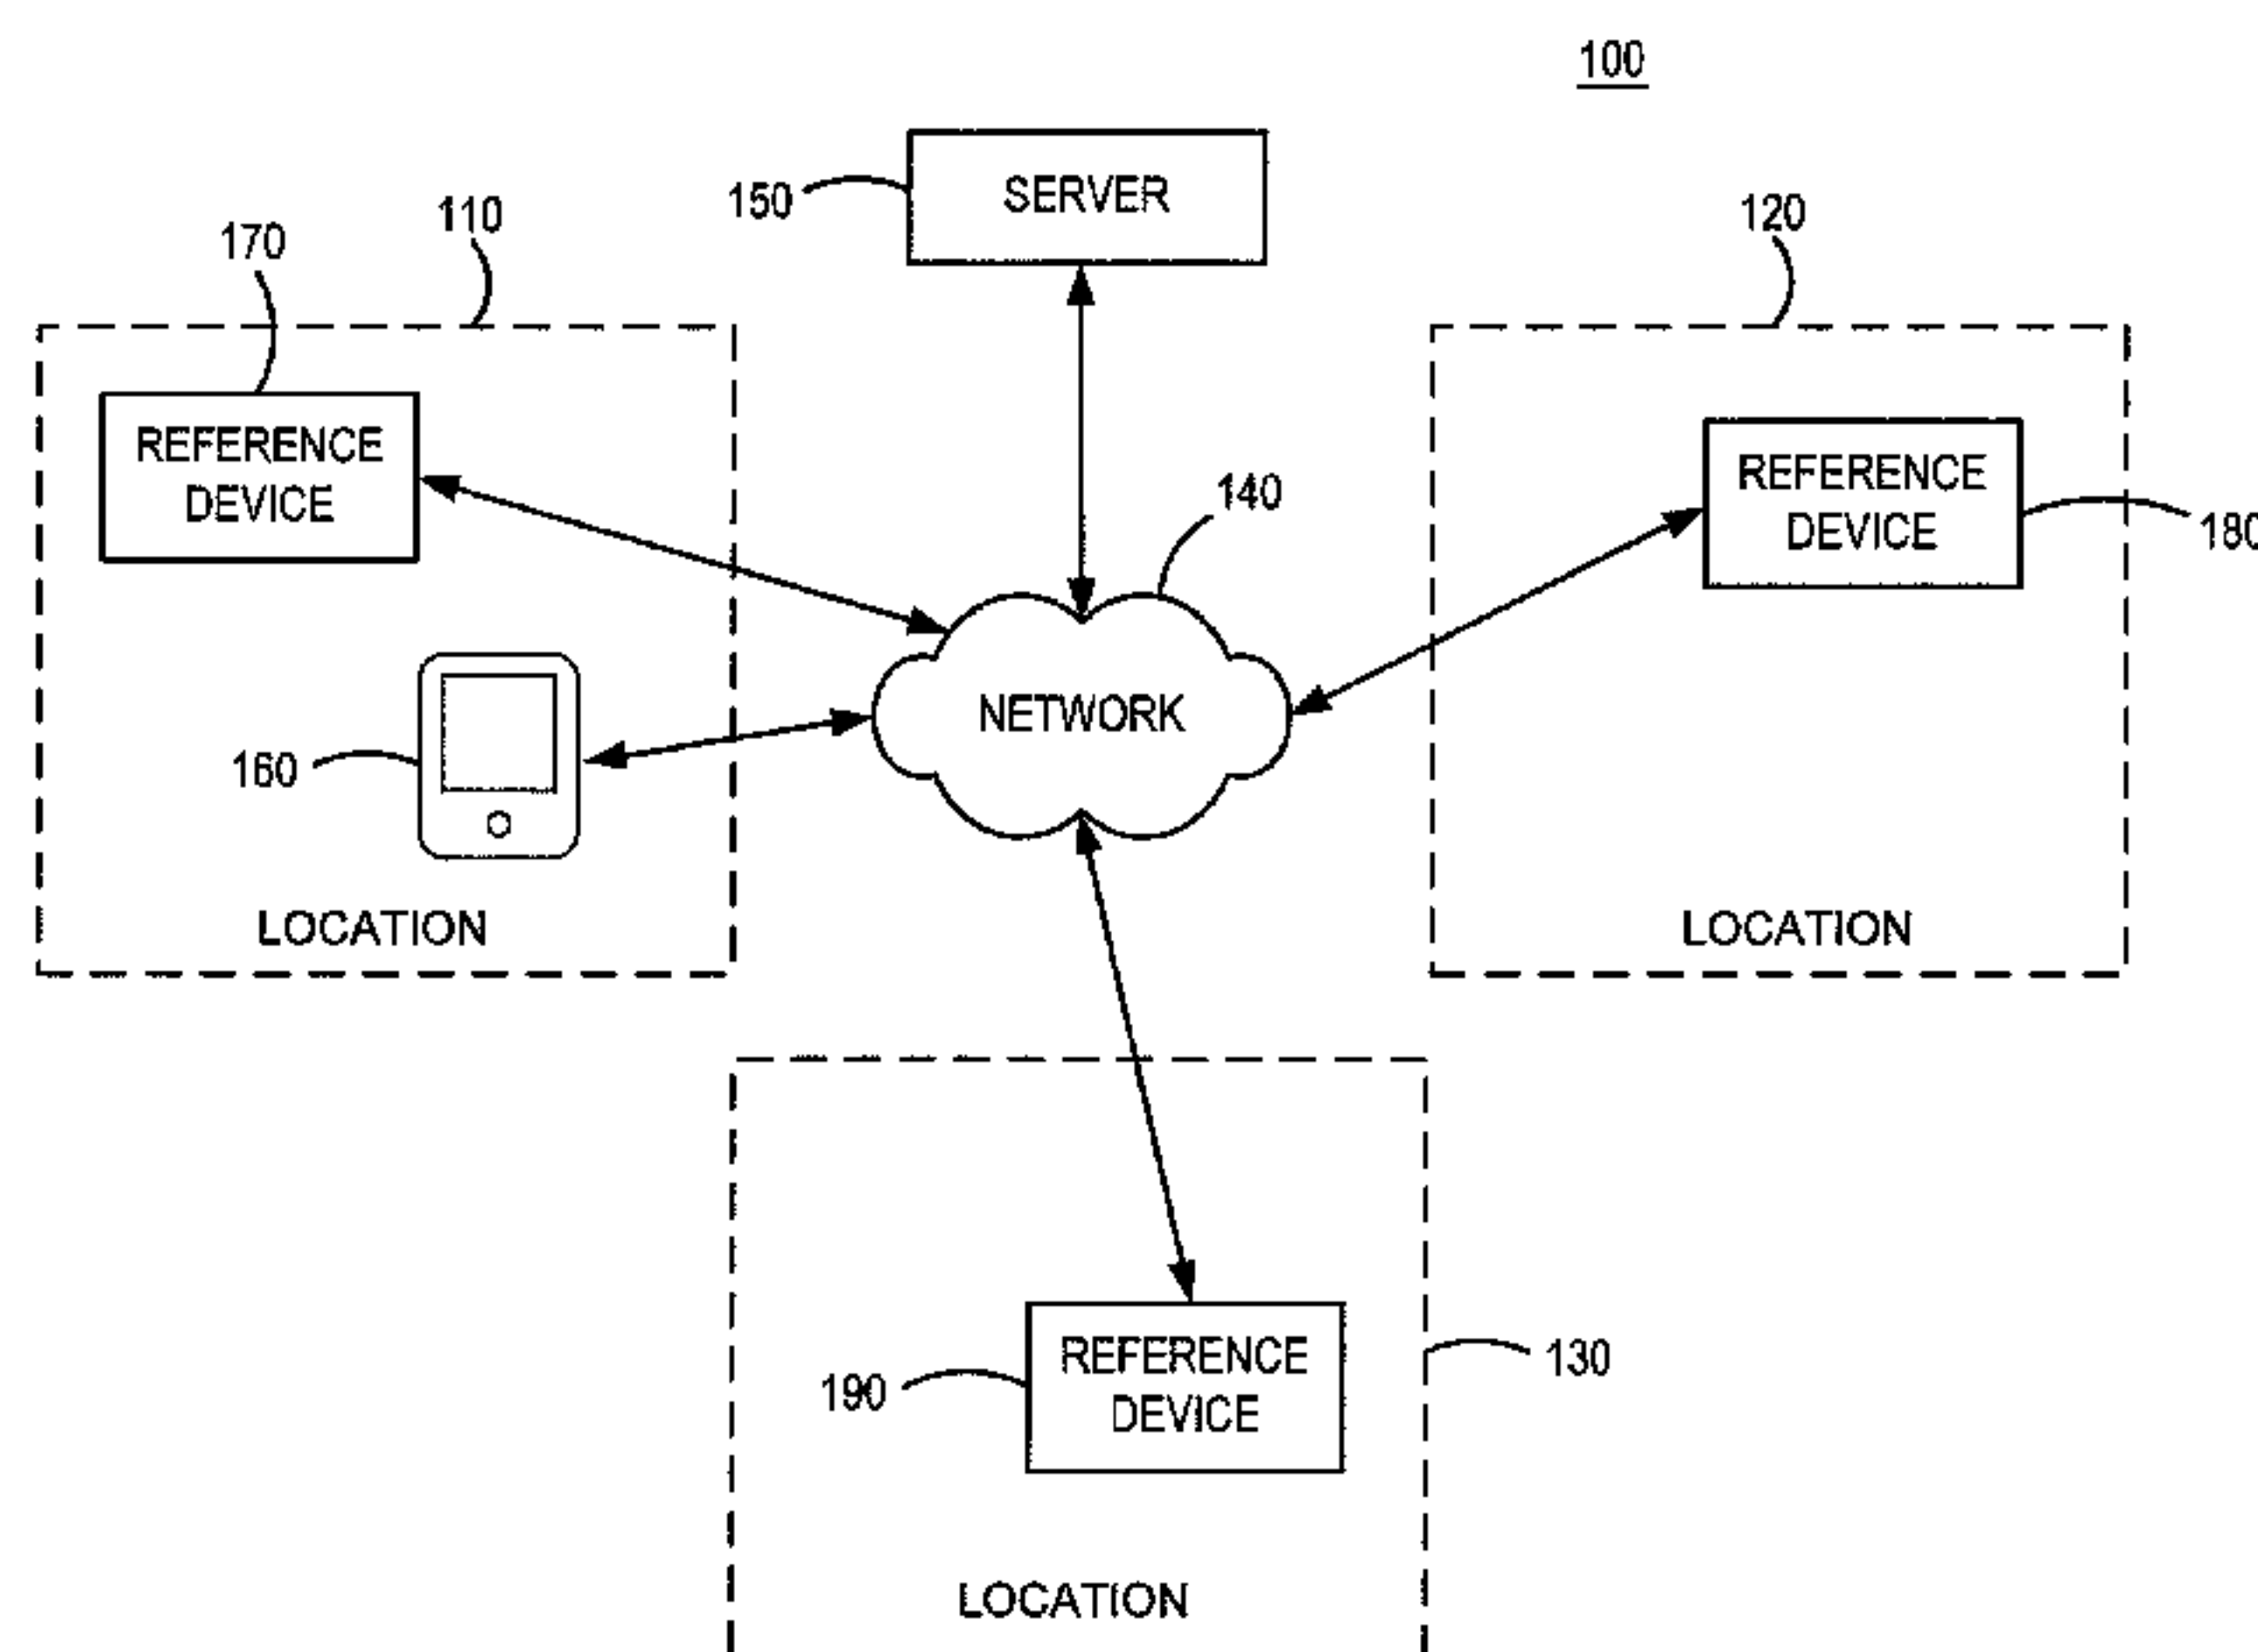 100
SERVER
150
110
170
120
REFERENCE
DEVICE
REFERENCE
DEVICE
140
180
NETWORK
160
LOCATION
LOCATION
REFERENCE
DEVICE
130
190
LOCATION